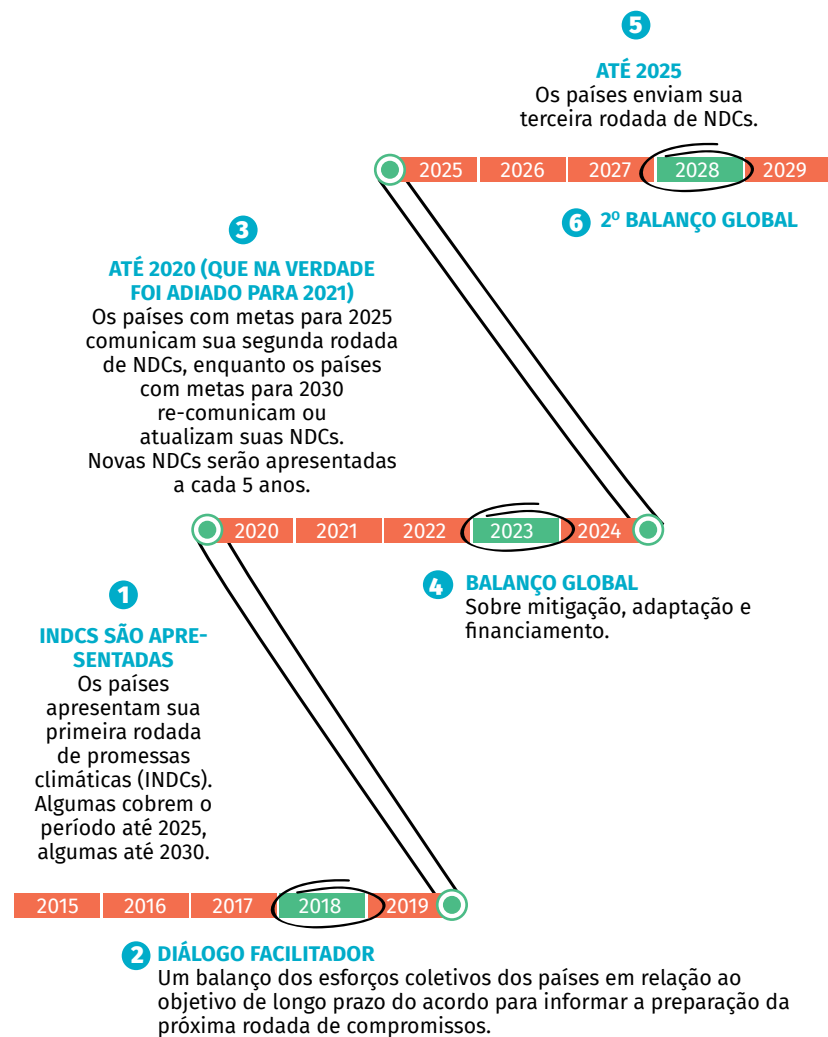 5
ATÉ 2025
Os países enviam sua
terceira rodada de NDCs.
2025 2026 2027 2028 2029
6 2º BALANÇO GLOBAL
3
ATÉ 2020 (QUE NA VERDADE
FOI ADIADO PARA 2021)
Os países com metas para 2025
comunicam sua segunda rodada
de NDCs, enquanto os países
com metas para 2030
re-comunicam ou
atualizam suas NDCs.
Novas NDCs serão apresentadas
a cada 5 anos.
2020 2021 2022 2023 2024
4 BALANÇO GLOBAL
Sobre mitigação, adaptação e
financiamento.
1
INDCS SÃO APRE-
SENTADAS
Os países
apresentam sua
primeira rodada
de promessas
climáticas (INDCs).
Algumas cobrem o
período até 2025,
algumas até 2030.
2015 2016 2017 2018 2019
2 DIÁLOGO FACILITADOR
Um balanço dos esforços coletivos dos países em relação ao
objetivo de longo prazo do acordo para informar a preparação da
próxima rodada de compromissos.